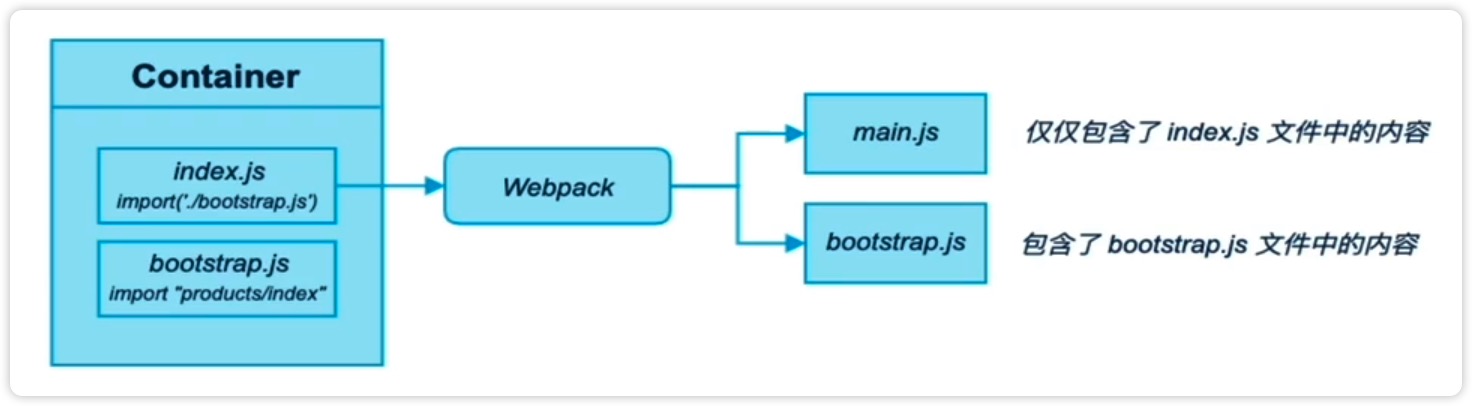 Container
index.js
import('./bootstrap.js')
bootstrap.js
import "products/index"
Webpack
main.js
仅仅包含了 index.js 文件中的内容
bootstrap.js
包含了 bootstrap.js 文件中的内容